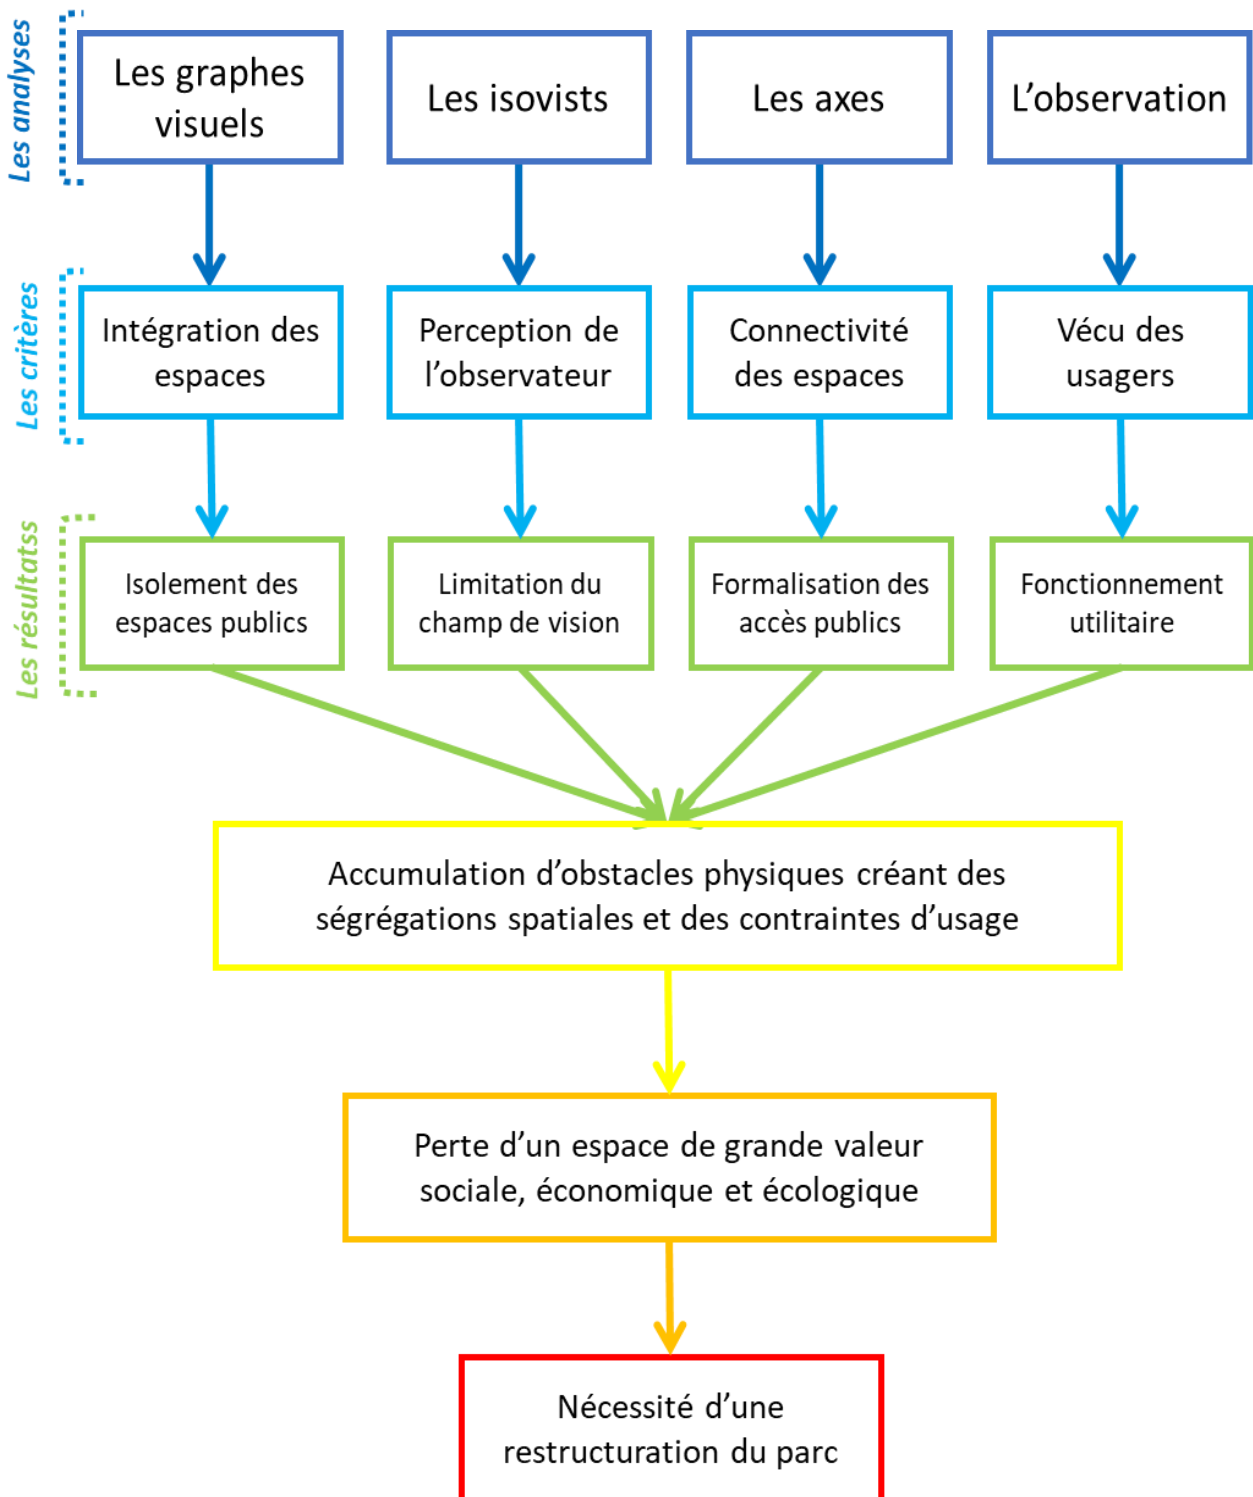 Les analyses
Les graphes
visuels
Les isovists
Les axes
L'observation
Les critères
Intégration des
espaces
Perception de
l'observateur
Connectivité
des espaces
Vécu des
usagers
Les résultatss
Isolement des
espaces publics
Limitation du
champ de vision
Formalisation des
accès publics
Fonctionnement
utilitaire
Accumulation d'obstacles physiques créant des
ségrégations spatiales et des contraintes d'usage
Perte d'un espace de grande valeur
sociale, économique et écologique
Nécessité d'une
restructuration du parc